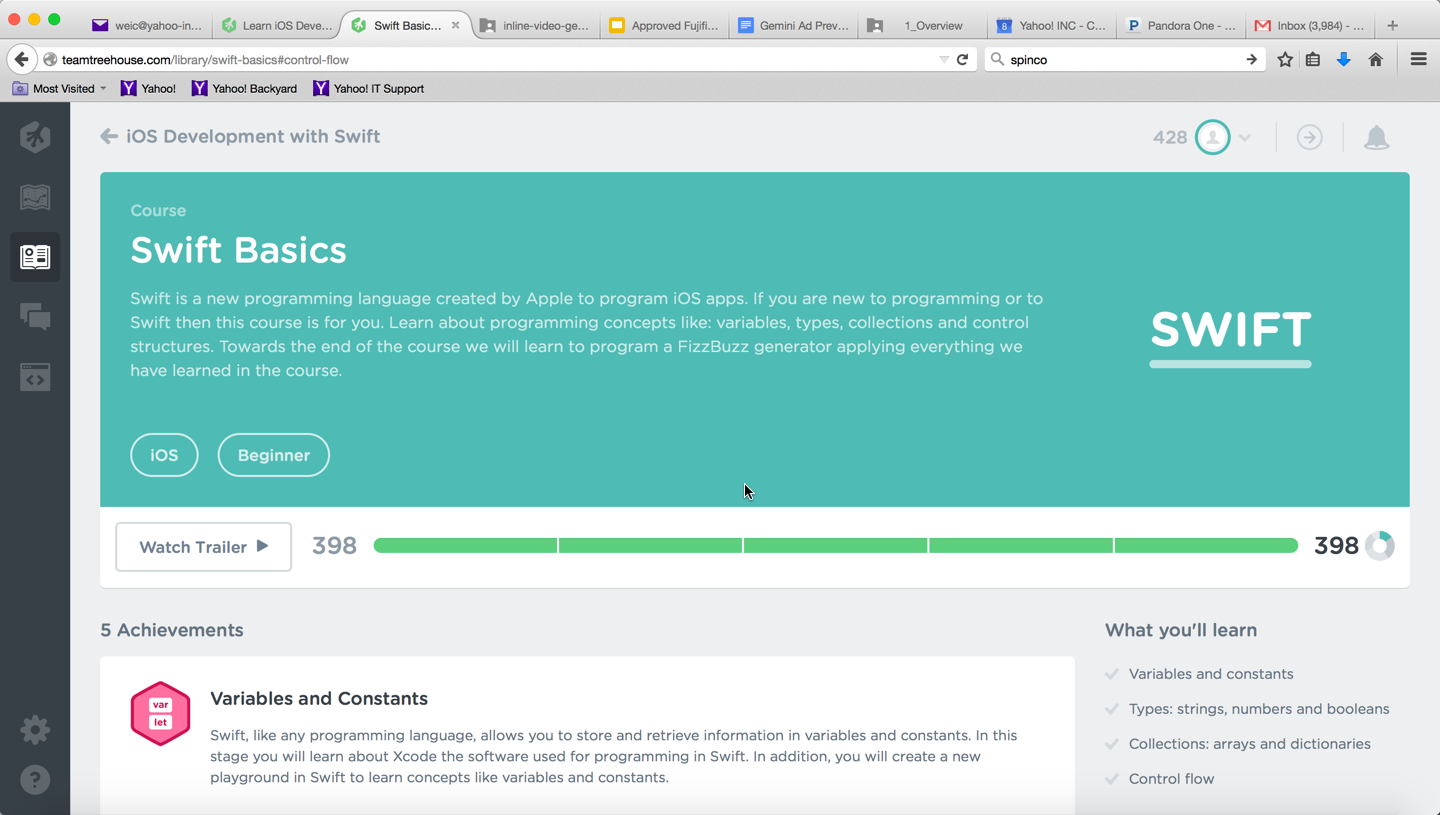 weic@yahoo-in...
Learn iOS Deve...
Swift Basic...
inline-video-ge...
Approved Fujifi...
Gemini Ad Prev...
1_Overview
8
Yahoo! INC - C...
Pandora One - ...
Inbox (3,984) - ...
teamtreehouse.com/library/swift-basics#control-flow
spinco
Most Visited
Yahoo!
Yahoo! Backyard
Yahoo! IT Support
iOS Development with Swift
428
Course
Swift Basics
Swift is a new programming language created by Apple to program iOS apps. If you are new to programming or to
Swift then this course is for you. Learn about programming concepts like: variables, types, collections and control
structures. Towards the end of the course we will learn to program a FizzBuzz generator applying everything we
have learned in the course.
SWIFT
iOS
Beginner
Watch Trailer
398
398
5 Achievements
var
let
Variables and Constants
Swift, like any programming language, allows you to store and retrieve information in variables and constants. In this
stage you will learn about Xcode the software used for programming in Swift. In addition, you will create a new
playground in Swift to learn concepts like variables and constants.
What you'll learn
Variables and constants
Types: strings, numbers and booleans
Collections: arrays and dictionaries
Control flow